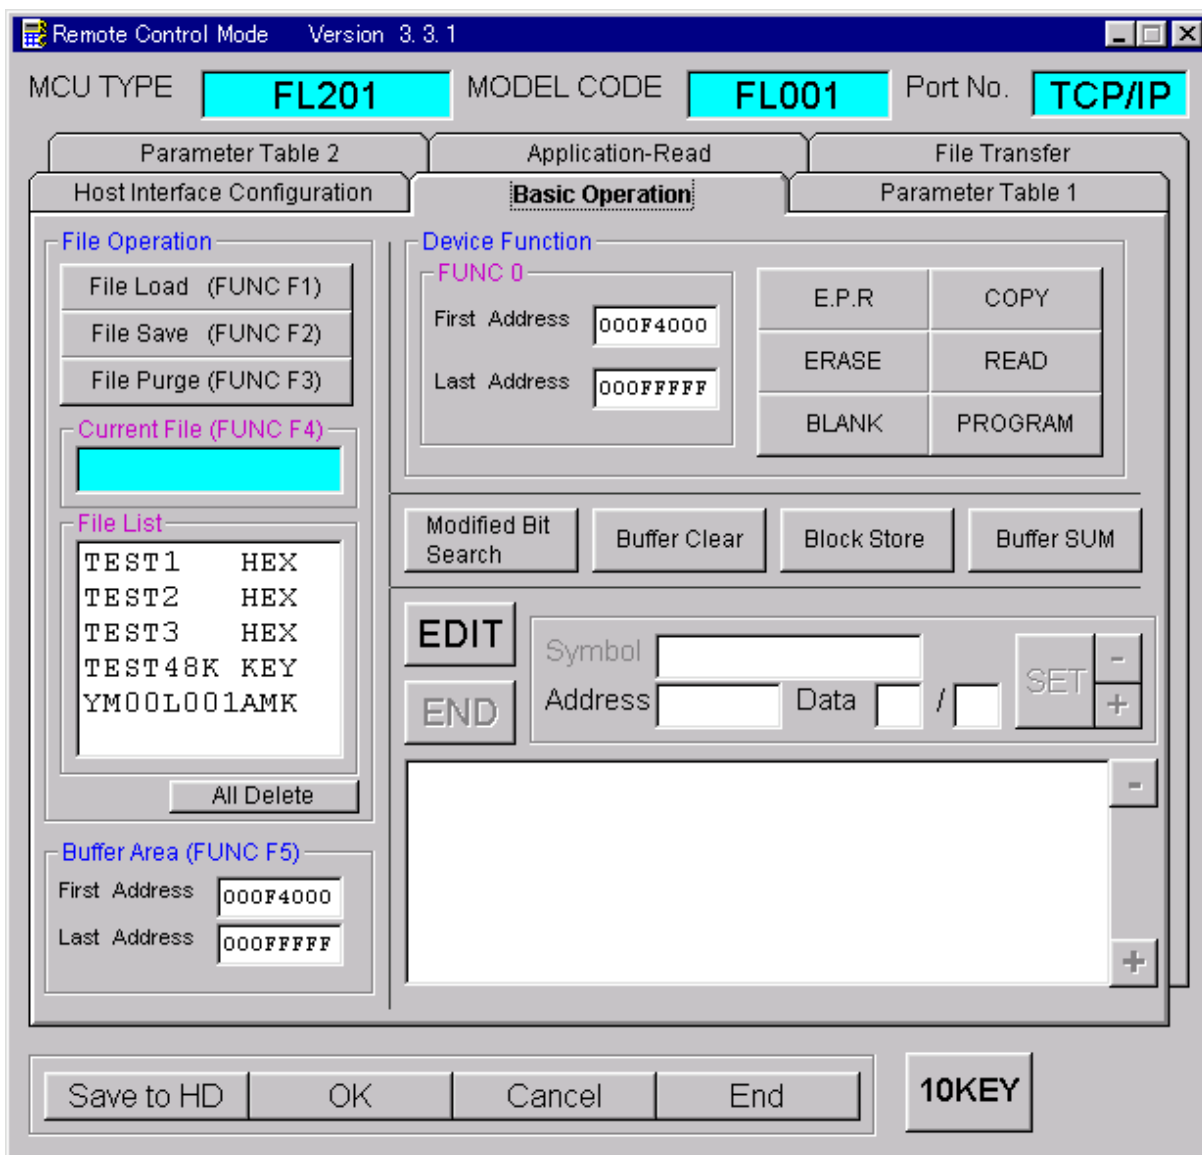 Remote Control Mode Version 3.3.1
MCU TYPE FL201 MODEL CODE FL001 Port No. TCP/IP
Parameter Table 2 Application-Read File Transfer
Host Interface Configuration Basic Operation Parameter Table 1
File Operation
File Load (FUNC F1)
File Save (FUNC F2)
File Purge (FUNC F3)
Current File (FUNC F4)
File List
TEST1 HEX
TEST2 HEX
TEST3 HEX
TEST48K KEY
YM00L001AMK
All Delete
Buffer Area (FUNC F5)
First Address 000F4000
Last Address 000FFFFF
Device Function
FUNC 0
First Address 000F4000
Last Address 000FFFFF
E.P.R COPY
ERASE READ
BLANK PROGRAM
Modified Bit
Search
Buffer Clear
Block Store
Buffer SUM
EDIT
END
Symbol
Address Data /
SET
-
+
-
+
Save to HD OK Cancel End
10KEY